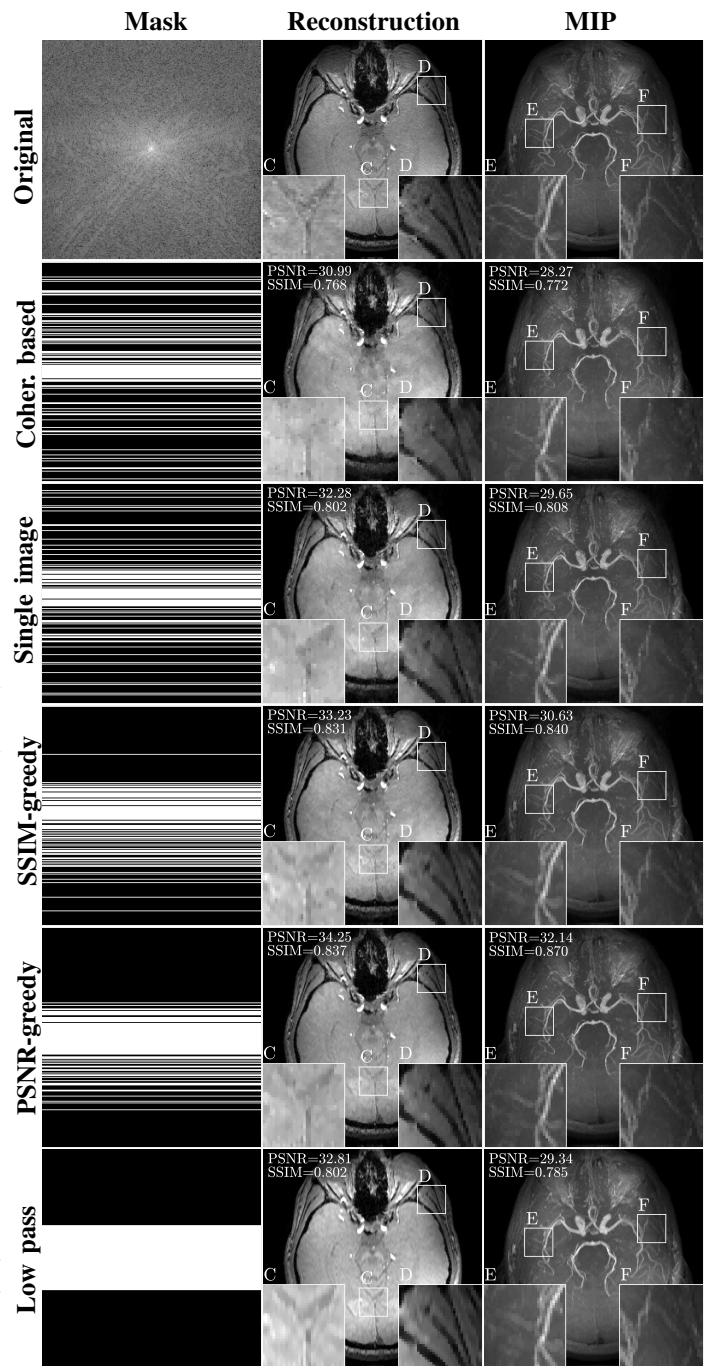 Mask Reconstruction MIP
Original
D
C
C D
E
F
E F
Coher. based
PSNR=30.99
SSIM=0.768
D
C
C D
PSNR=28.27
SSIM=0.772
E
F
E F
Single image
PSNR=32.28
SSIM=0.802
D
C
C D
PSNR=29.65
SSIM=0.808
E
F
E F
SSIM-greedy
PSNR=33.23
SSIM=0.831
D
C
C D
PSNR=30.63
SSIM=0.840
E
F
E F
PSNR-greedy
PSNR=34.25
SSIM=0.837
D
C
C D
PSNR=32.14
SSIM=0.870
E
F
E F
Low pass
PSNR=32.81
SSIM=0.802
D
C
C D
PSNR=29.34
SSIM=0.785
E
F
E F